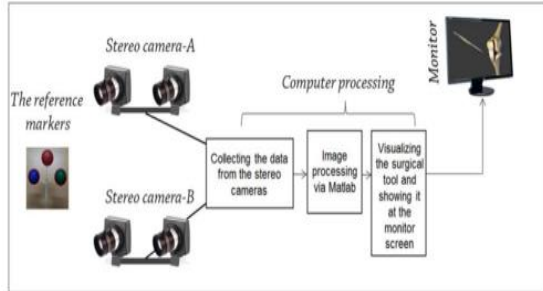 Stereo camera-A
Monitor
Computer processing
The reference
markers
Collecting the data
from the stereo
cameras
Image
processing
via Matlab
Visualizing
the surgical
tool and
showing it
at the
monitor
screen
Stereo camera-B